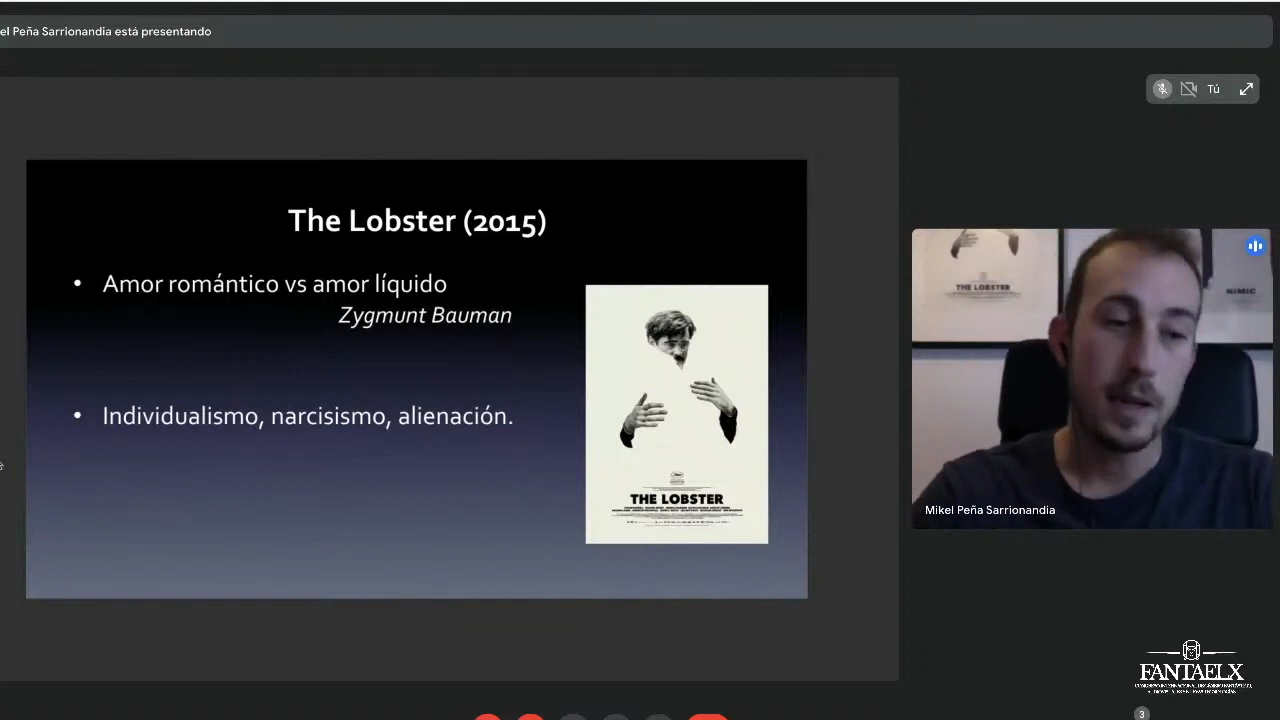 el Peña Sarrionandia está presentando
Tú
The Lobster (2015)
• Amor romántico vs amor líquido
Zygmunt Bauman
• Individualismo, narcisismo, alienación.
THE LOBSTER
THE LOBSTER
NIMIC
Mikel Peña Sarrionandia
FANTAELX
3